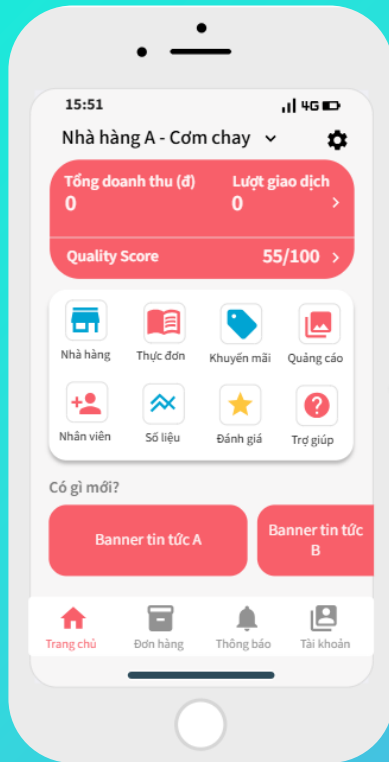 15:51 4G
Nhà hàng A - Cơm chay
Tổng doanh thu (đ) Lượt giao dịch
0 0
Quality Score 55/100
Nhà hàng Thực đơn Khuyến mãi Quảng cáo
Nhân viên Số liệu Đánh giá Trợ giúp
Có gì mới?
Banner tin tức A
Banner tin tức
B
Trang chủ Đơn hàng Thông báo Tài khoản